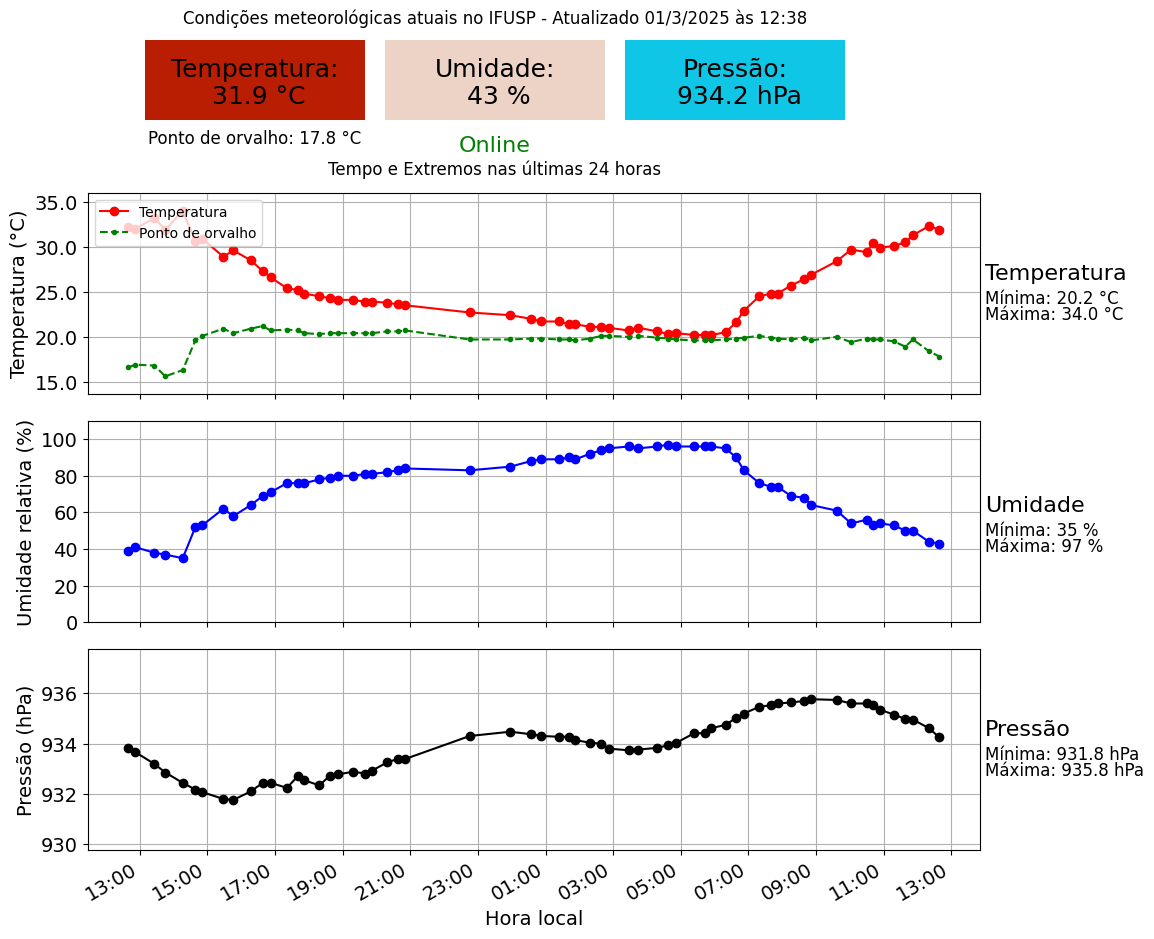 Condições meteorológicas atuais no IFUSP - Atualizado 01/3/2025 às 12:38
Temperatura:
31.9 °C
Umidade:
43 %
Pressão:
934.2 hPa
Ponto de orvalho: 17.8 °C
Online
Tempo e Extremos nas últimas 24 horas
Temperatura (°C)
35.0
30.0
25.0
20.0
15.0
Temperatura
Ponto de orvalho
Temperatura
Mínima: 20.2 °C
Máxima: 34.0 °C
Umidade relativa (%)
100
80
60
40
20
0
Umidade
Mínima: 35 %
Máxima: 97 %
Pressão (hPa)
936
934
932
930
Pressão
Mínima: 931.8 hPa
Máxima: 935.8 hPa
13:00
15:00
17:00
19:00
21:00
23:00
01:00
03:00
05:00
07:00
09:00
11:00
13:00
Hora local